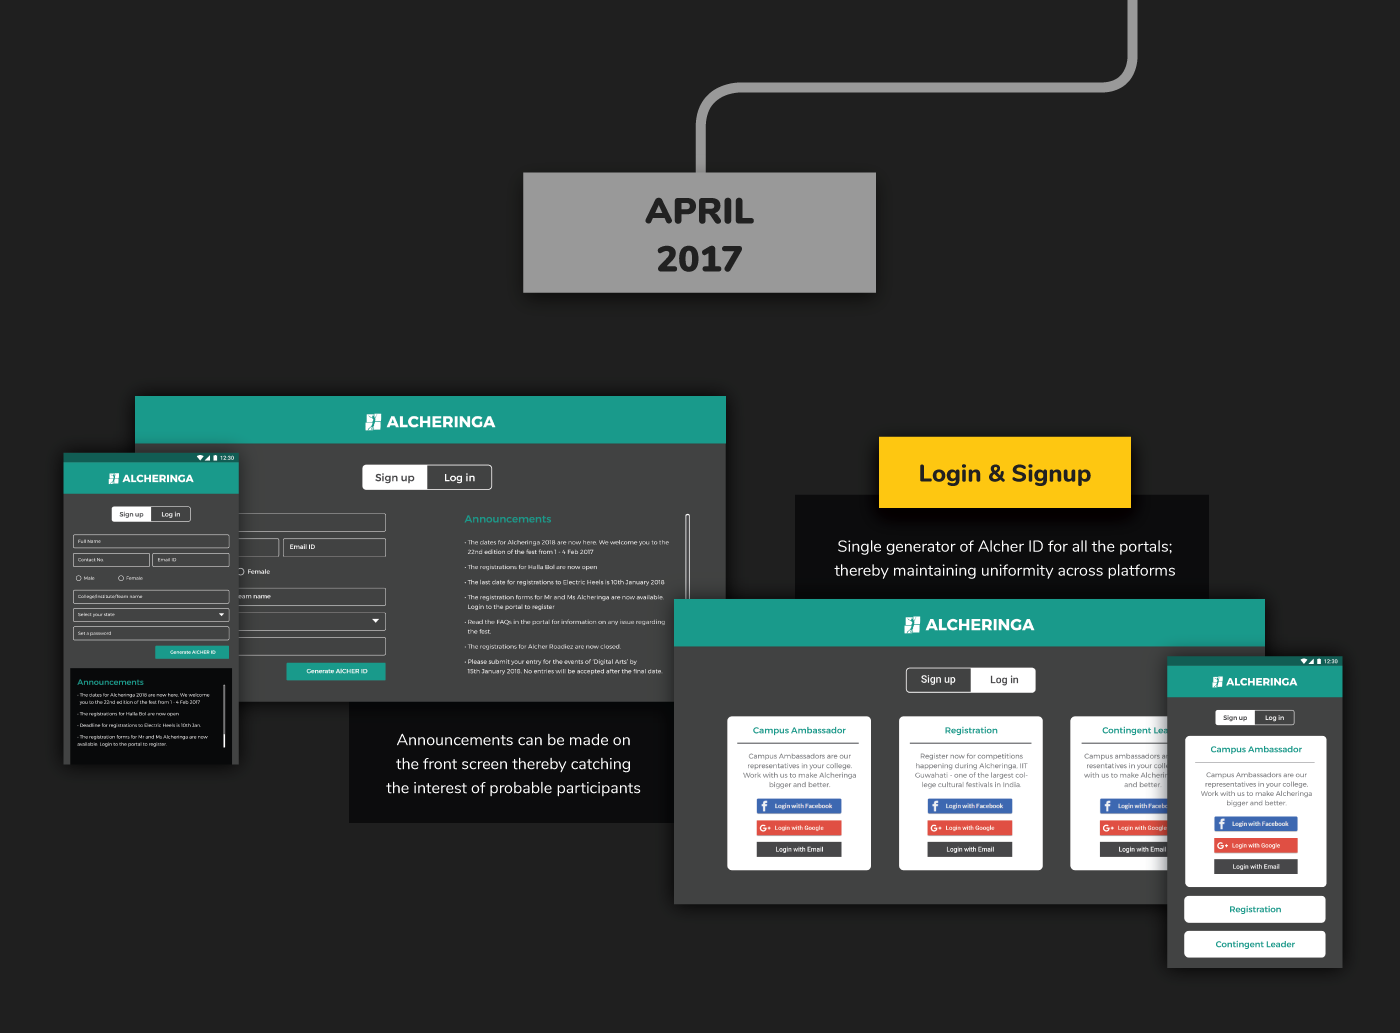 APRIL
2017
ALCHERINGA
Sign up
Log in
Email ID
Female
eam name
Generate AlCHER ID
Announcements
• The dates for Alcheringa 2018 are now here. We welcome you to the
22nd edition of the fest from 1 - 4 Feb 2017
• The registrations for Halla Bol are now open
• The last date for registrations to Electric Heels is 10th January 2018
• The registration forms for Mr and Ms Alcheringa are now available.
Login to the portal to register
• Read the FAQs in the portal for information on any issue regarding
the fest.
• The registrations for Alcher Roadiez are now closed.
• Please submit your entry for the events of 'Digital Arts' by
15th January 2018. No entries will be accepted after the final date.
12:30
ALCHERINGA
Sign up
Log in
Full Name
Contact No.
Email ID
Male
Female
College/Institute/Team name
Select your state
Set a password
Generate AlCHER ID
Announcements
• The dates for Alcheringa 2018 are now here. We welcome
you to the 22nd edition of the fest from 1 - 4 Feb 2017
• The registrations for Halla Bol are now open
• Deadline for registrations to Electric Heels is 10th Jan.
• The registration forms for Mr and Ms Alcheringa are now
available. Login to the portal to register
Announcements can be made on
the front screen thereby catching
the interest of probable participants
Login & Signup
Single generator of Alcher ID for all the portals;
thereby maintaining uniformity across platforms
ALCHERINGA
Sign up
Log in
Campus Ambassador
Campus Ambassadors are our
representatives in your college.
Work with us to make Alcheringa
bigger and better.
Login with Facebook
G+ Login with Google
Login with Email
Registration
Register now for competitions
happening during Alcheringa, IIT
Guwahati - one of the largest col-
lege cultural festivals in India.
Login with Facebook
G+ Login with Google
Login with Email
Contingent Lea
Campus ambassadors a
resentatives in your colle
with us to make Alcherin
and better.
Login with Facebo
G+ Login with Google
Login with Email
12:30
ALCHERINGA
Sign up
Log in
Campus Ambassador
Campus Ambassadors are our
representatives in your college.
Work with us to make Alcheringa
bigger and better.
Login with Facebook
G+ Login with Google
Login with Email
Registration
Contingent Leader